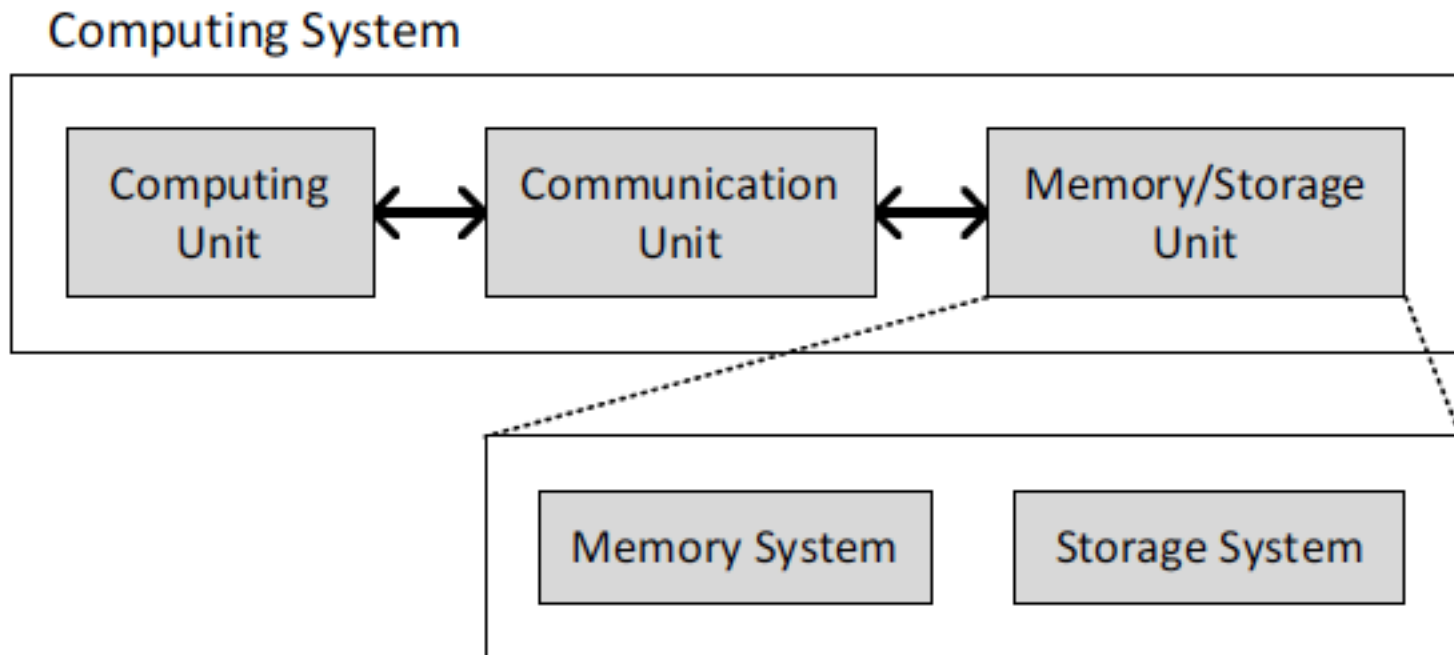 Computing System
Computing
Unit
Communication
Unit
Memory/Storage
Unit
Memory System
Storage System